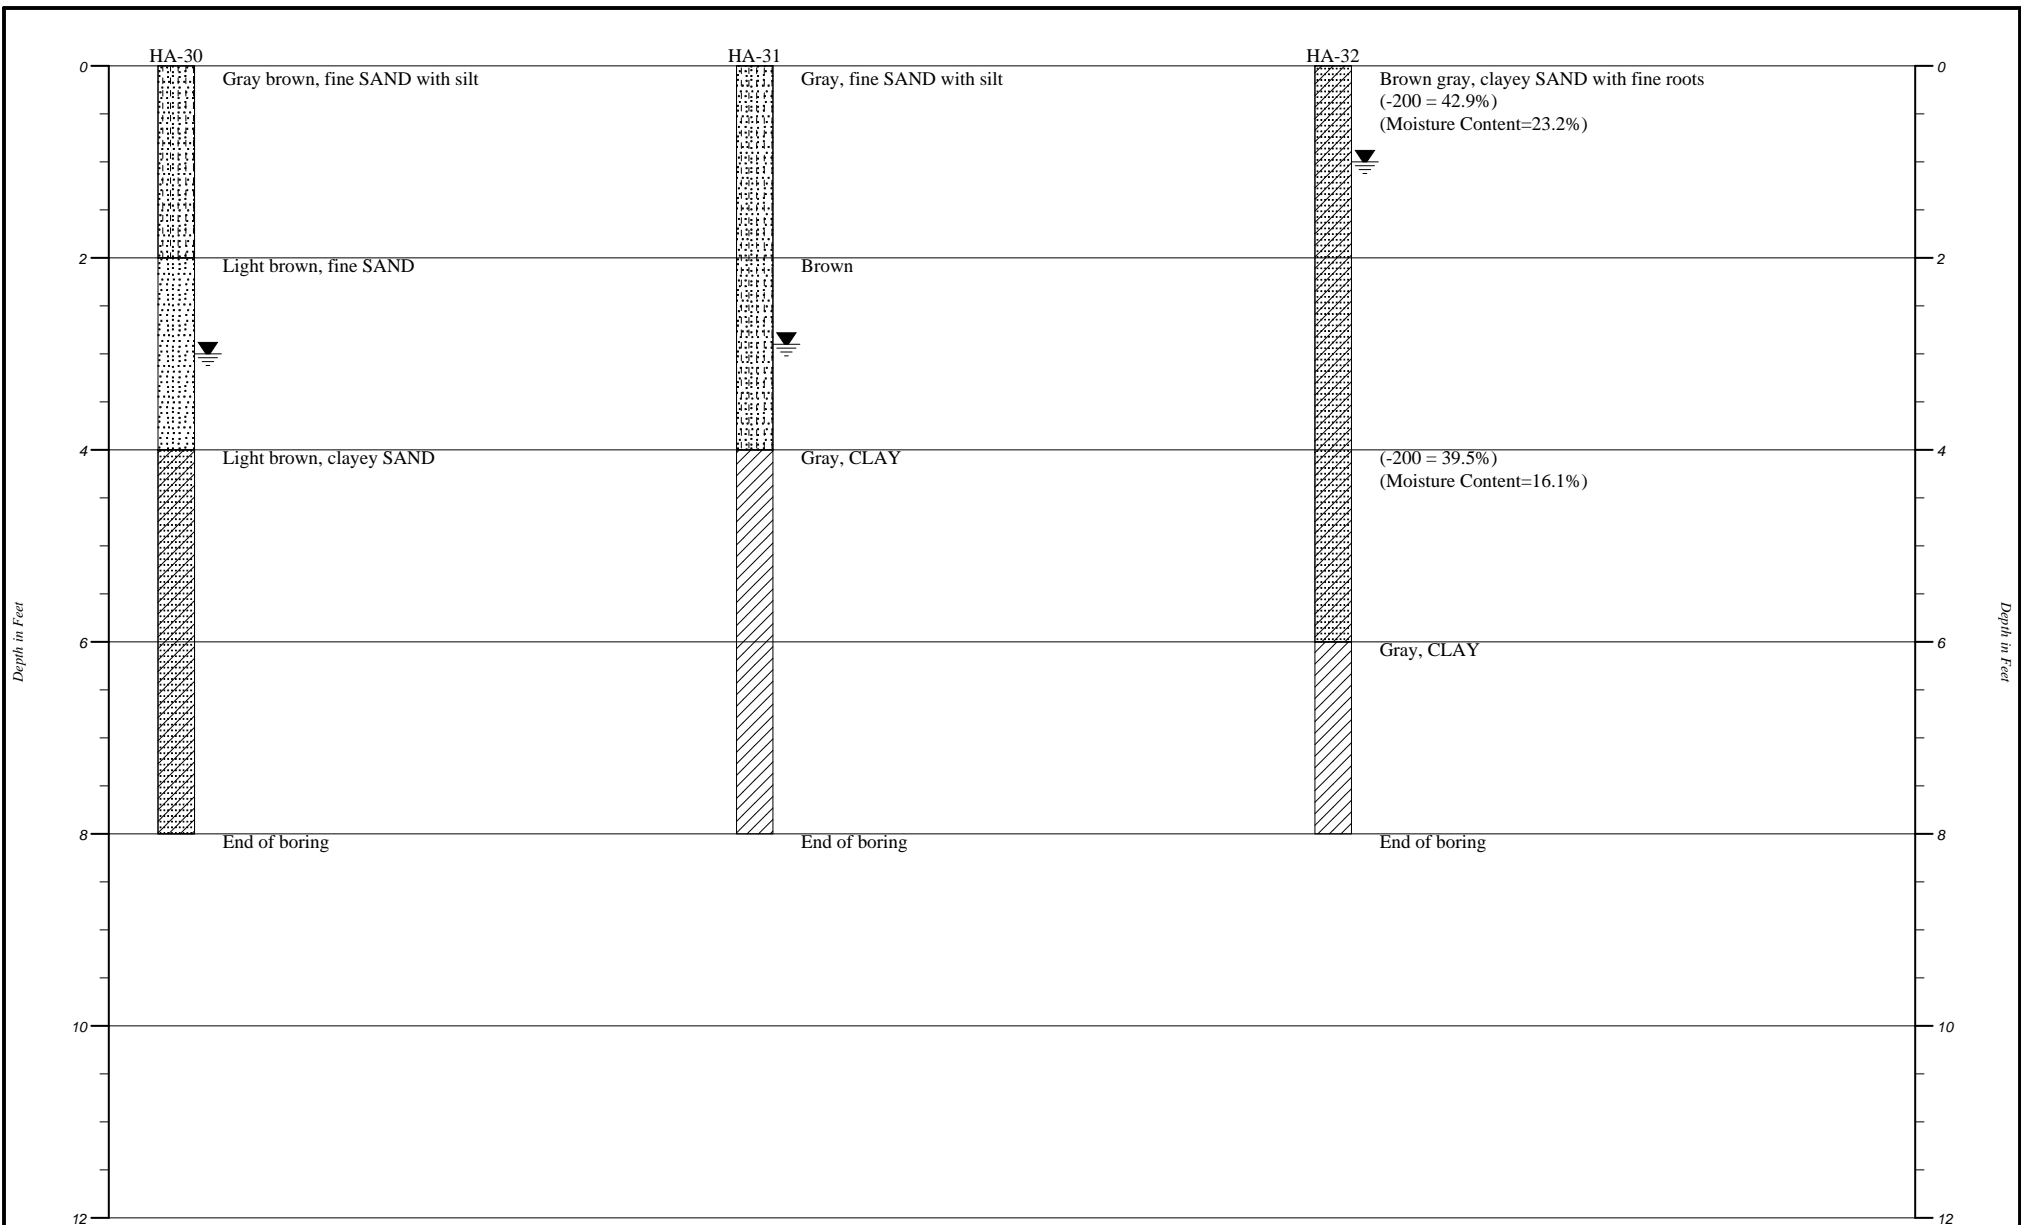 HA-30
HA-31
HA-32
0
Gray brown, fine SAND with silt
Gray, fine SAND with silt
Brown gray, clayey SAND with fine roots
0
(-200 = 42.9%)
(Moisture Content=23.2%)
2
Light brown, fine SAND
Brown
2
4
Light brown, clayey SAND
Gray, CLAY
(-200 = 39.5%)
4
(Moisture Content=16.1%)
Depth in Feet
Depth in Feet
6
Gray, CLAY
6
8
End of boring
End of boring
End of boring
8
10
10
12
12